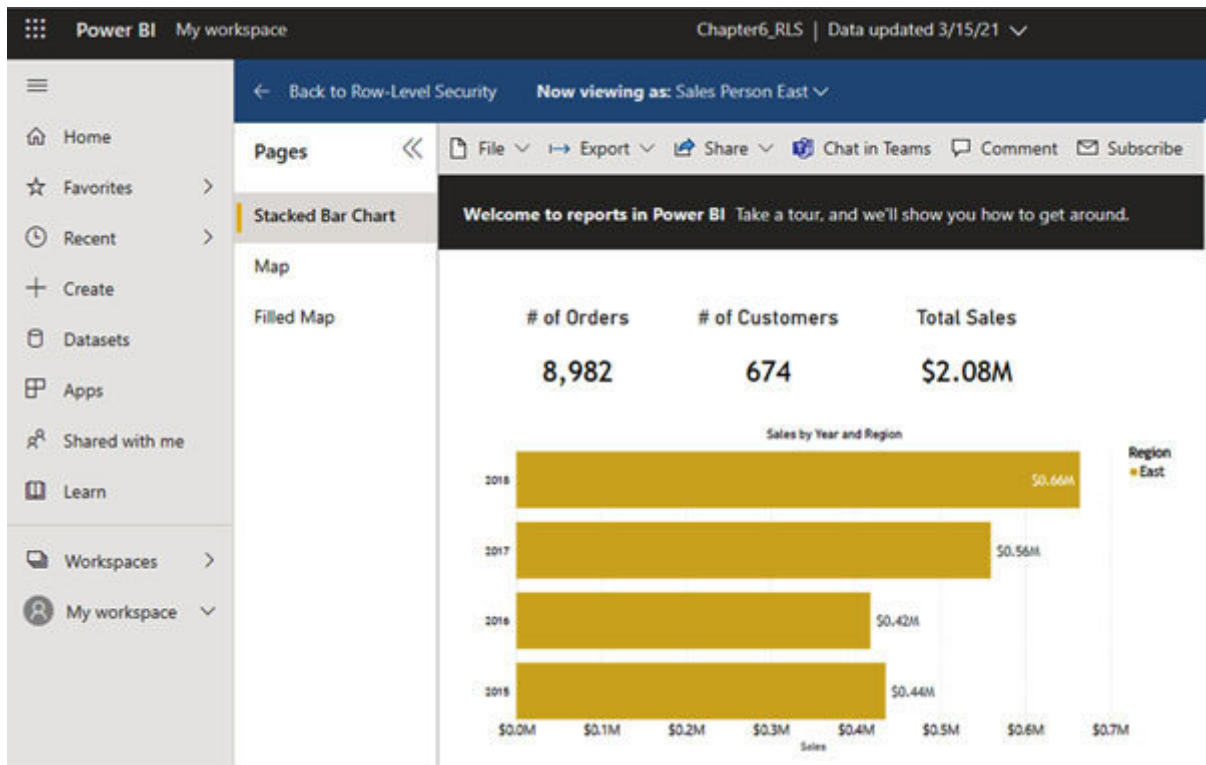 Power BI My workspace
Chapter6_RLS | Data updated 3/15/21
Back to Row-Level Security
Now viewing as: Sales Person East
Home
Favorites
Recent
Create
Datasets
Apps
Shared with me
Learn
Workspaces
My workspace
Pages
Stacked Bar Chart
Map
Filled Map
File Export Share Chat in Teams Comment Subscribe
Welcome to reports in Power BI Take a tour, and we'll show you how to get around.
# of Orders # of Customers Total Sales
8,982 674 $2.08M
Sales by Year and Region
Region
East
2018 $0.66M
2017 $0.56M
2016 $0.42M
2015 $0.44M
$0.0M $0.1M $0.2M $0.3M $0.4M $0.5M $0.6M $0.7M
Sales